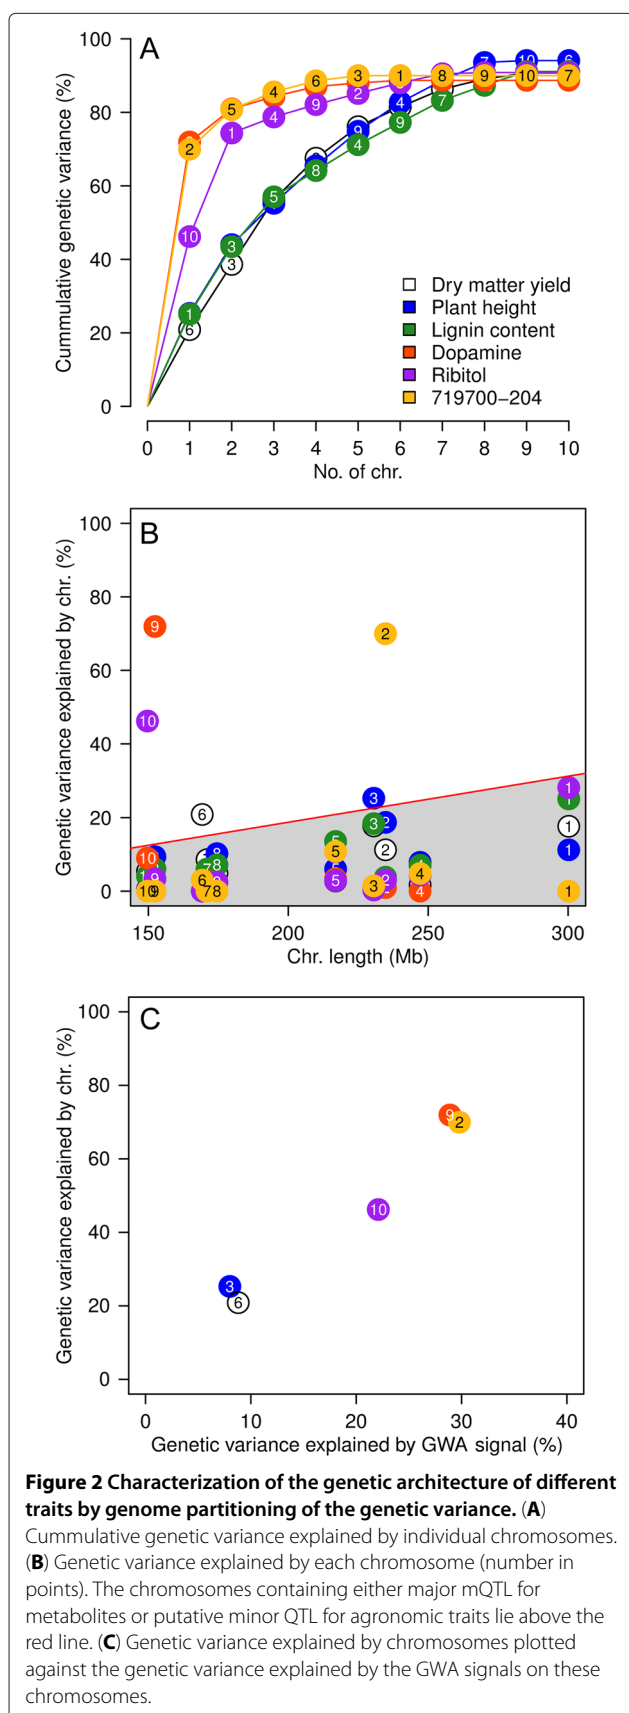 A
100
80
60
40
20
0
Cummulative genetic variance (%)
Dry matter yield
Plant height
Lignin content
Dopamine
Ribitol
719700−204
0 1 2 3 4 5 6 7 8 9 10
No. of chr.
B
100
80
60
40
20
0
Genetic variance explained by chr. (%)
150 200 250 300
Chr. length (Mb)
C
100
80
60
40
20
0
Genetic variance explained by chr. (%)
9 2
10
3
6
0 10 20 30 40
Genetic variance explained by GWA signal (%)
Figure 2 Characterization of the genetic architecture of different
traits by genome partitioning of the genetic variance. (A)
Cummulative genetic variance explained by individual chromosomes.
(B) Genetic variance explained by each chromosome (number in
points). The chromosomes containing either major mQTL for
metabolites or putative minor QTL for agronomic traits lie above the
red line. (C) Genetic variance explained by chromosomes plotted
against the genetic variance explained by the GWA signals on these
chromosomes.